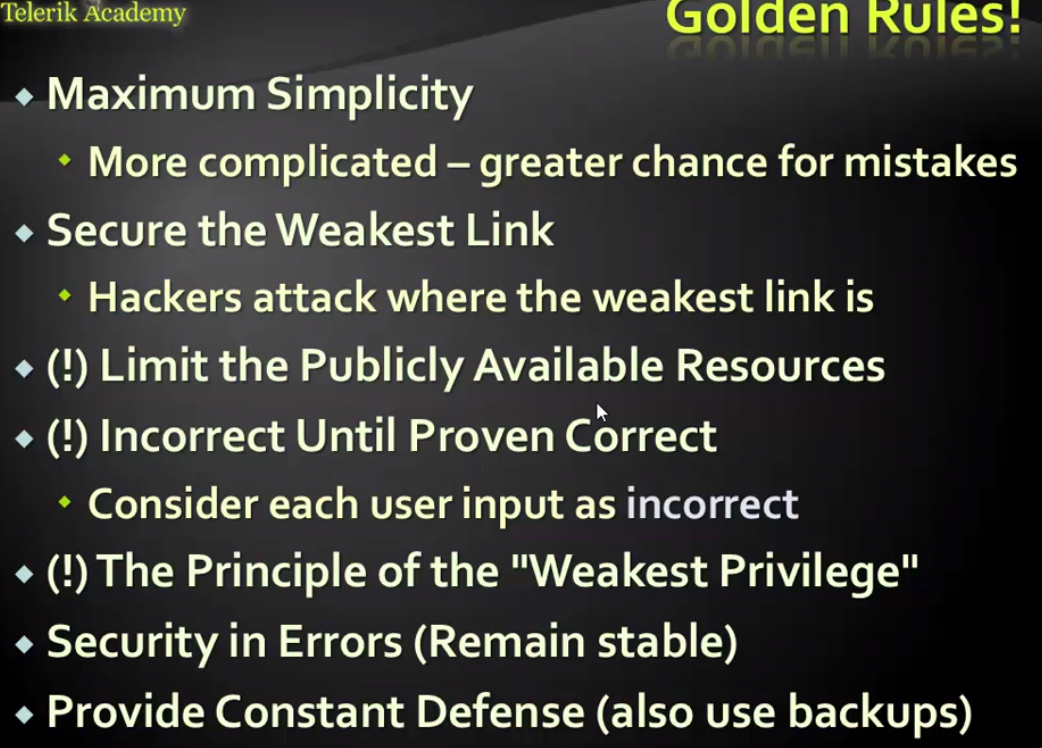 Telerik Academy
Golden Rules!
Maximum Simplicity
More complicated – greater chance for mistakes
Secure the Weakest Link
Hackers attack where the weakest link is
(!) Limit the Publicly Available Resources
(!) Incorrect Until Proven Correct
Consider each user input as incorrect
(!) The Principle of the "Weakest Privilege"
Security in Errors (Remain stable)
Provide Constant Defense (also use backups)